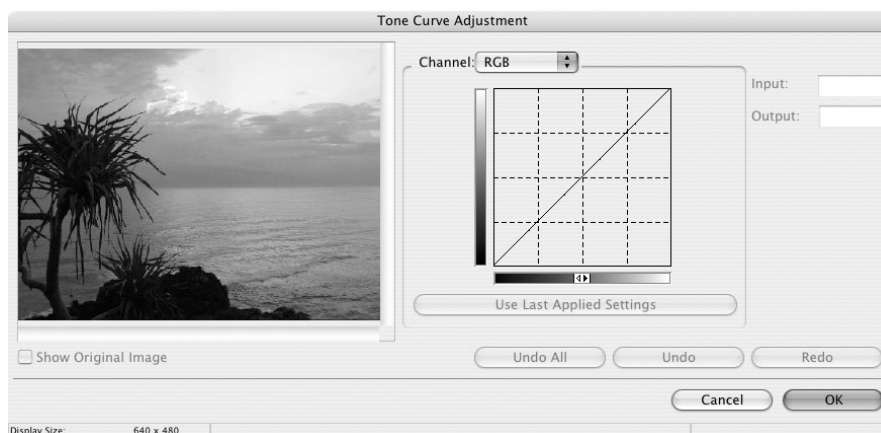 Tone Curve Adjustment
Channel: RGB
Input:
Output:
Use Last Applied Settings
Show Original Image
Undo All
Undo
Redo
Cancel
OK
Display Size: 640 x 480